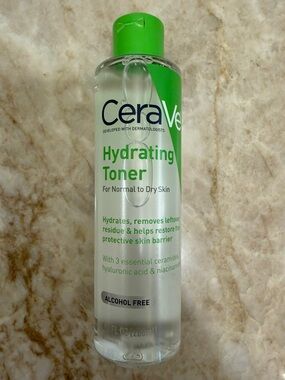 CeraVe
DEVELOPED WITH DERMATOLOGISTS
Hydrating
Toner
For Normal to Dry Skin
Hydrates, removes leftover
residue & helps restore the
protective skin barrier
With 3 essential ceramides,
hyaluronic acid & niacinamide
ALCOHOL FREE